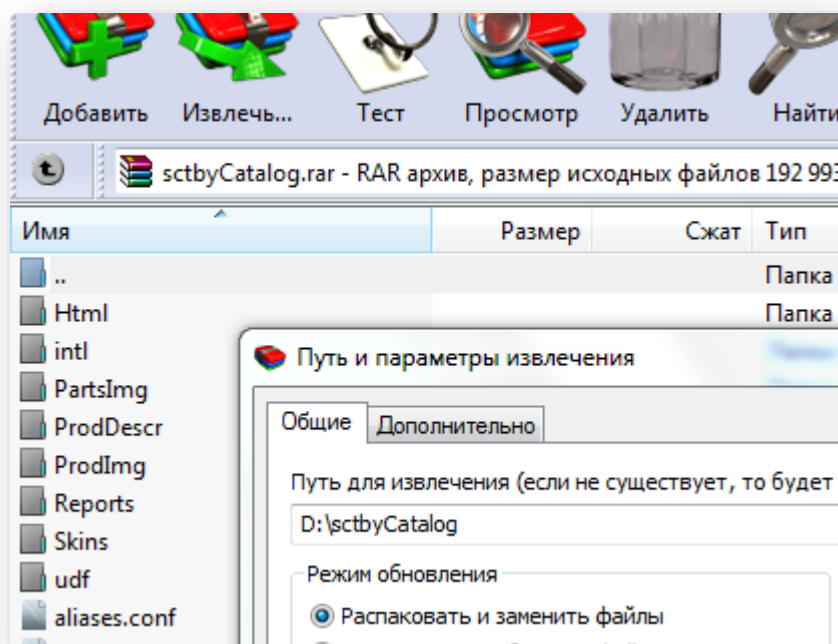 Добавить Извлечь... Тест Просмотр Удалить Найти
sctbyCatalog.rar - RAR архив, размер исходных файлов 192 993
Имя Размер Сжат Тип
.. Папка
Html Папка
intl
Путь и параметры извлечения
PartsImg
Общие Дополнительно
ProdDescr
ProdImg
Путь для извлечения (если не существует, то будет
Reports
D:\sctbyCatalog
Skins
udf
Режим обновления
aliases.conf
Распаковать и заменить файлы